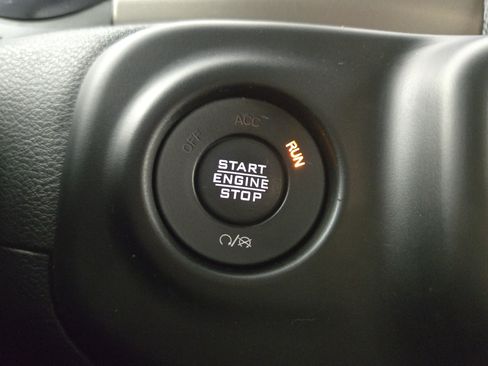 OFF
ACC
RUN
START
ENGINE
STOP